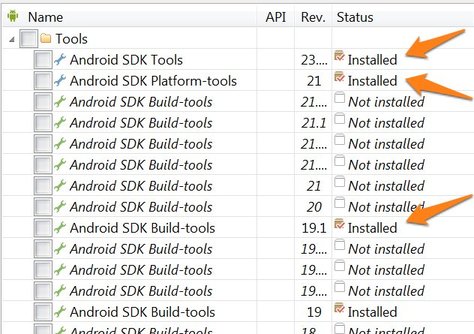 Name API Rev. Status
Tools
Android SDK Tools 23.... Installed
Android SDK Platform-tools 21 Installed
Android SDK Build-tools 21.... Not installed
Android SDK Build-tools 21.1 Not installed
Android SDK Build-tools 21.... Not installed
Android SDK Build-tools 21.... Not installed
Android SDK Build-tools 21 Not installed
Android SDK Build-tools 20 Not installed
Android SDK Build-tools 19.1 Installed
Android SDK Build-tools 19.... Not installed
Android SDK Build-tools 19.... Not installed
Android SDK Build-tools 19.... Not installed
Android SDK Build-tools 19 Installed
Android SDK Build-tools 18.... Not installed